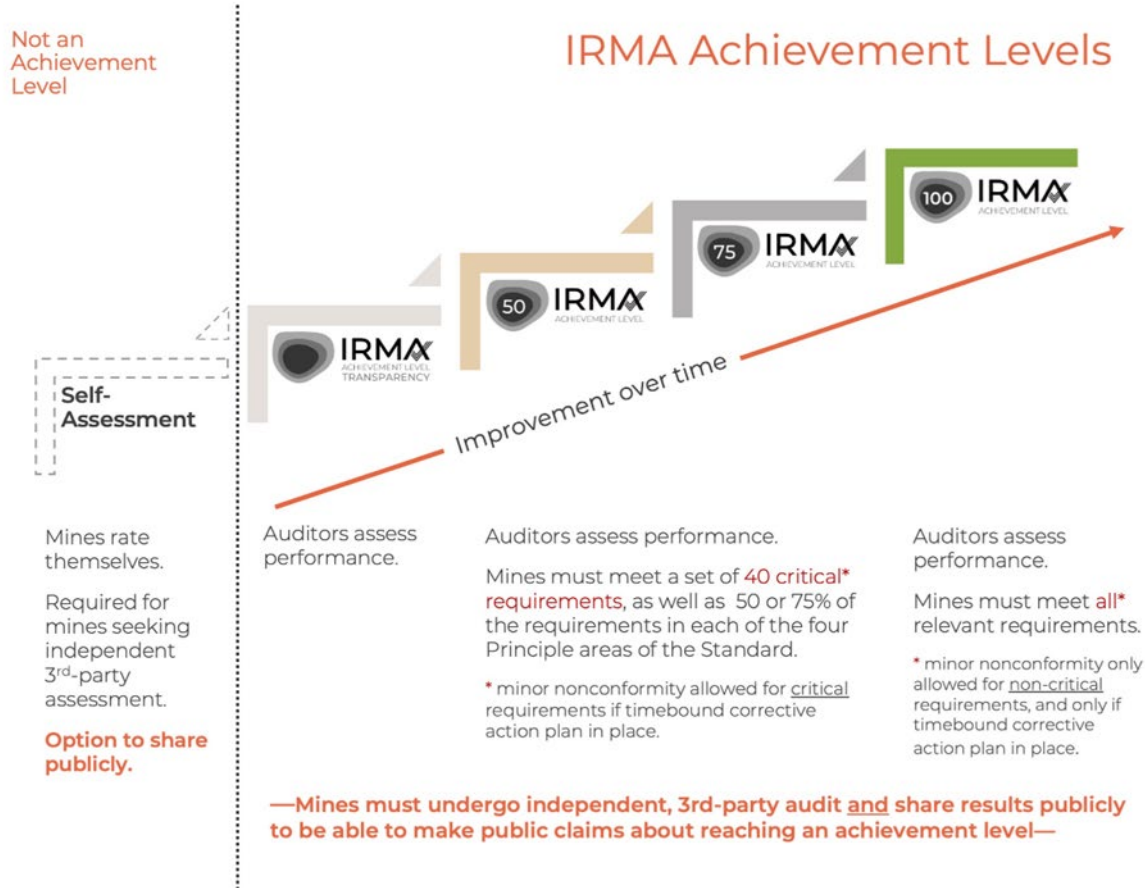 Not an
Achievement
Level
IRMA Achievement Levels
100
IRMA
ACHIEVEMENT LEVEL
75
IRMA
ACHIEVEMENT LEVEL
50
IRMA
ACHIEVEMENT LEVEL
IRMA
ACHIEVEMENT LEVEL
TRANSPARENCY
Self-
Assessment
Improvement over time
Mines rate
themselves.
Required for
mines seeking
independent
3rd-party
assessment.
Option to share
publicly.
Auditors assess
performance.
Auditors assess performance.
Mines must meet a set of 40 critical*
requirements, as well as 50 or 75% of
the requirements in each of the four
Principle areas of the Standard.
* minor nonconformity allowed for critical
requirements if timebound corrective
action plan in place.
Auditors assess
performance.
Mines must meet all*
relevant requirements.
* minor nonconformity only
allowed for non-critical
requirements, and only if
timebound corrective
action plan in place.
—Mines must undergo independent, 3rd-party audit and share results publicly
to be able to make public claims about reaching an achievement level—